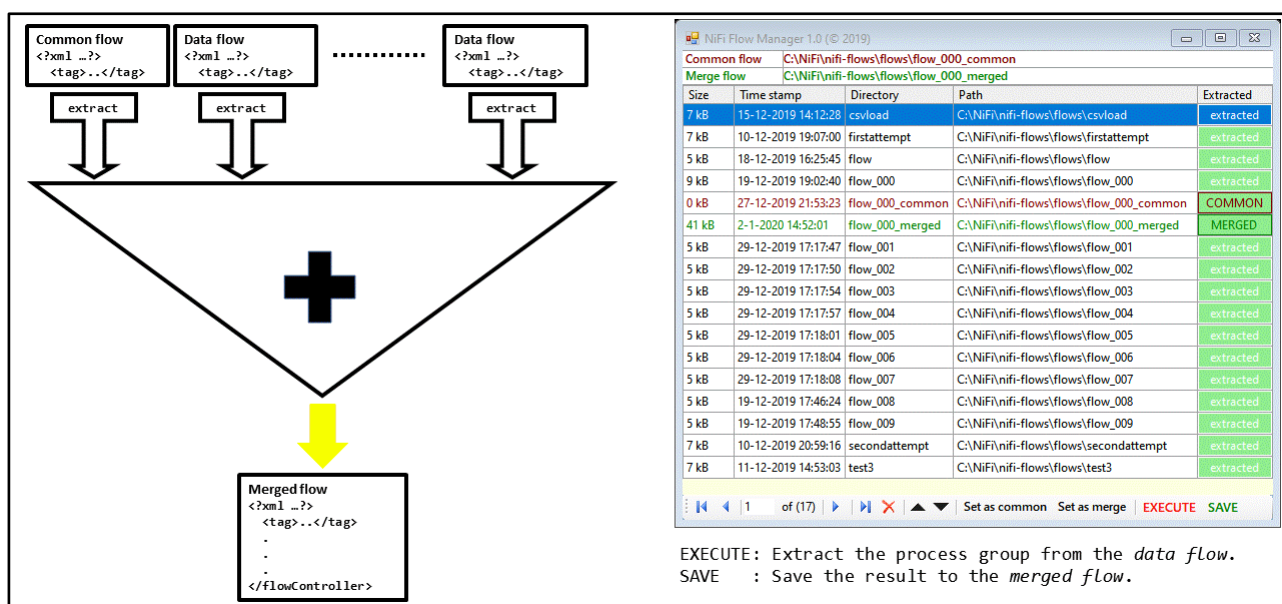 Common flow
<?xml …?>
<tag>..</tag>
Data flow
<?xml …?>
<tag>..</tag>
Data flow
<?xml …?>
<tag>..</tag>
extract
extract
extract
Merged flow
<?xml …?>
<tag>..</tag>
.
.
.
</flowController>
NiFi Flow Manager 1.0 (© 2019)
Common flow C:\NiFi\nifi-flows\flows\flow_000_common
Merge flow C:\NiFi\nifi-flows\flows\flow_000_merged
Size Time stamp Directory Path Extracted
7 kB 15-12-2019 14:12:28 csvload C:\NiFi\nifi-flows\flows\csvload extracted
7 kB 10-12-2019 19:07:00 firstattempt C:\NiFi\nifi-flows\flows\firstattempt extracted
5 kB 18-12-2019 16:25:45 flow C:\NiFi\nifi-flows\flows\flow extracted
9 kB 19-12-2019 19:02:40 flow_000 C:\NiFi\nifi-flows\flows\flow_000 extracted
0 kB 27-12-2019 21:53:23 flow_000_common C:\NiFi\nifi-flows\flows\flow_000_common COMMON
41 kB 2-1-2020 14:52:01 flow_000_merged C:\NiFi\nifi-flows\flows\flow_000_merged MERGED
5 kB 29-12-2019 17:17:47 flow_001 C:\NiFi\nifi-flows\flows\flow_001 extracted
5 kB 29-12-2019 17:17:50 flow_002 C:\NiFi\nifi-flows\flows\flow_002 extracted
5 kB 29-12-2019 17:17:54 flow_003 C:\NiFi\nifi-flows\flows\flow_003 extracted
5 kB 29-12-2019 17:17:57 flow_004 C:\NiFi\nifi-flows\flows\flow_004 extracted
5 kB 29-12-2019 17:18:01 flow_005 C:\NiFi\nifi-flows\flows\flow_005 extracted
5 kB 29-12-2019 17:18:04 flow_006 C:\NiFi\nifi-flows\flows\flow_006 extracted
5 kB 29-12-2019 17:18:08 flow_007 C:\NiFi\nifi-flows\flows\flow_007 extracted
5 kB 19-12-2019 17:46:24 flow_008 C:\NiFi\nifi-flows\flows\flow_008 extracted
5 kB 19-12-2019 17:48:55 flow_009 C:\NiFi\nifi-flows\flows\flow_009 extracted
7 kB 10-12-2019 20:59:16 secondattempt C:\NiFi\nifi-flows\flows\secondattempt extracted
7 kB 11-12-2019 14:53:03 test3 C:\NiFi\nifi-flows\flows\test3 extracted
1 of (17) Set as common Set as merge EXECUTE SAVE
EXECUTE: Extract the process group from the data flow.
SAVE : Save the result to the merged flow.